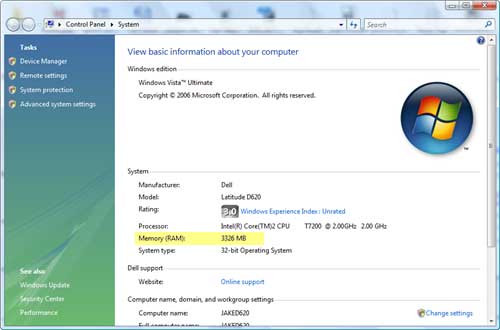 Control Panel ▸ System ▸
Search
Tasks
Device Manager
Remote settings
System protection
Advanced system settings
See also
Windows Update
Security Center
Performance
View basic information about your computer
Windows edition
Windows Vista™ Ultimate
Copyright © 2006 Microsoft Corporation. All rights reserved.
System
Manufacturer: Dell
Model: Latitude D620
Rating: 3.0 Windows Experience Index: Unrated
Processor: Intel(R) Core(TM)2 CPU T7200 @ 2.00GHz 2.00 GHz
Memory (RAM): 3326 MB
System type: 32-bit Operating System
Dell support
Website: Online support
Computer name, domain, and workgroup settings
Computer name: JAKED620 Change settings
Full computer name: JAKED620